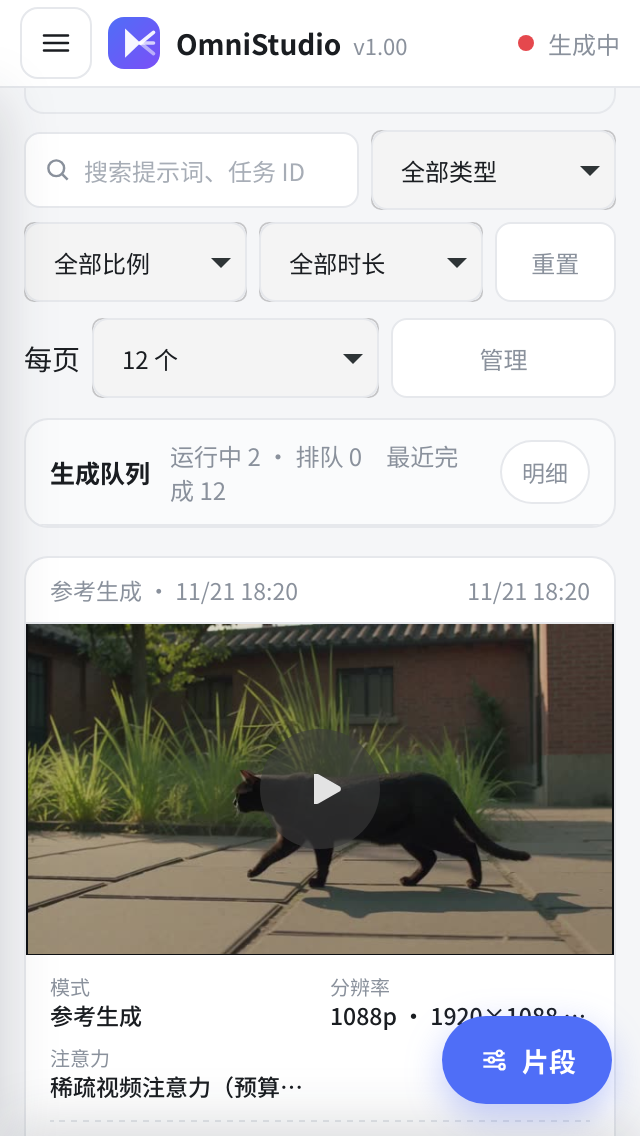 OmniStudio v1.00 生成中
搜索提示词、任务 ID 全部类型
全部比例 全部时长 重置
每页 12 个 管理
生成队列 运行中 2 · 排队 0 最近完
成 12 明细
参考生成 · 11/21 18:20 11/21 18:20
模式 分辨率
参考生成 1088p · 1920×1088 …
注意力
稀疏视频注意力（预算…
片段